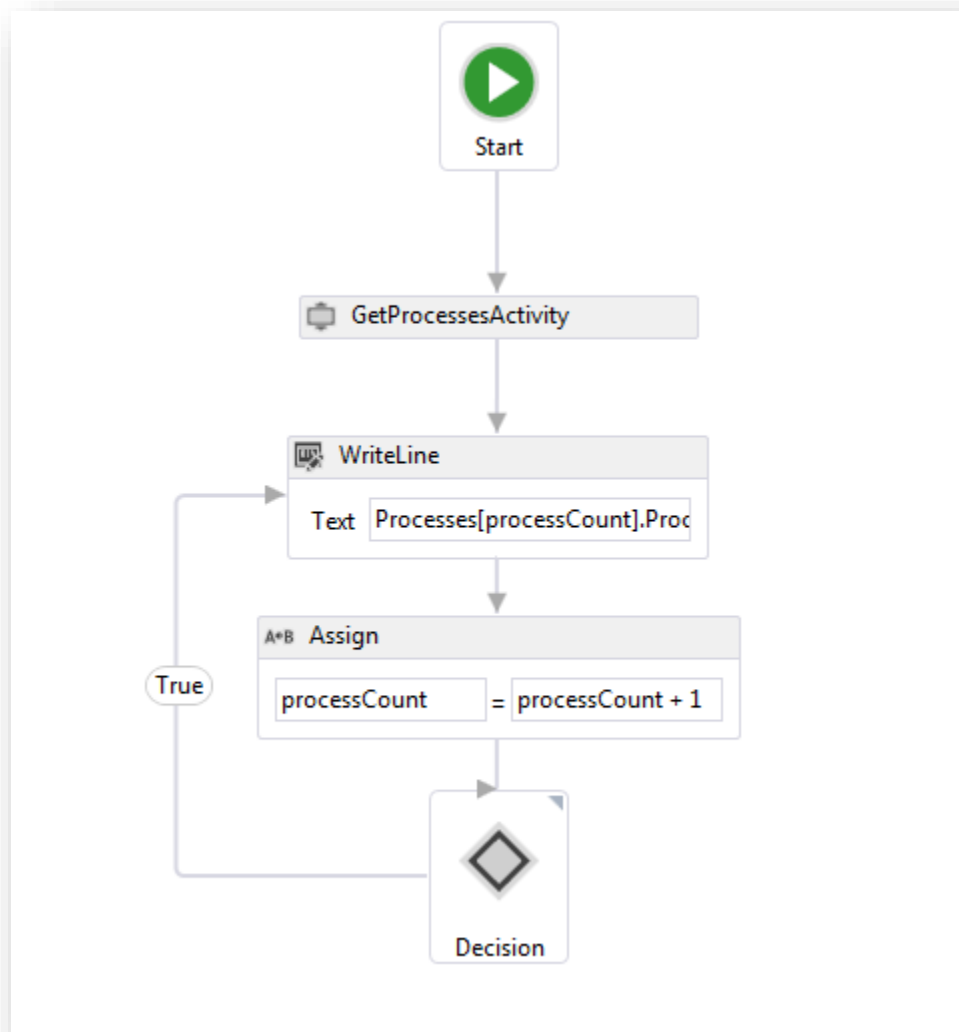 Start
GetProcessesActivity
WriteLine
Text Processes[processCount].Proc
A+B Assign
processCount = processCount + 1
True
Decision